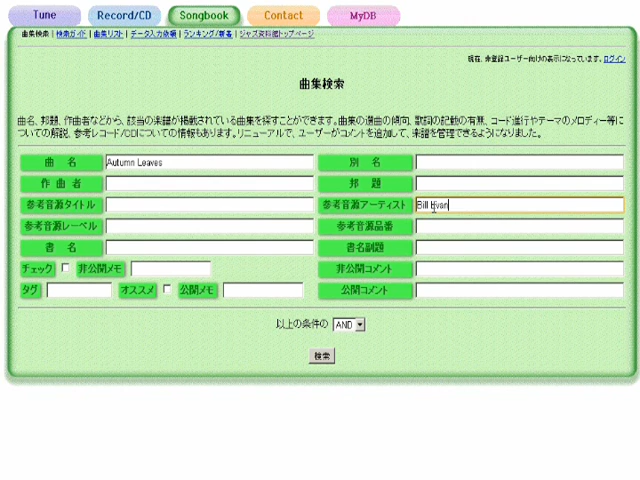 Tune Record/CD Songbook Contact MyDB
曲集検索 | 検索ガイド | 曲集リスト | データ入力依頼 | ランキング/新着 | ジャズ資料館トップページ
現在、未登録ユーザー向けの表示になっています。ログイン
曲集検索
曲名、邦題、作曲者などから、該当の楽譜が掲載されている曲集を探すことができます。曲集の選曲の傾向、歌詞の記載の有無、コード進行やテーマのメロディー等に
ついての解説、参考レコード/CDについての情報もあります。リニューアルで、ユーザーがコメントを追加して、楽譜を管理できるようになりました。
曲 名 Autumn Leaves 別 名
作 曲 者 邦 題
参考音源タイトル 参考音源アーティスト Bill Evan
参考音源レーベル 参考音源品番
書 名 書名副題
チェック 非公開メモ 非公開コメント
タグ オススメ 公開メモ 公開コメント
以上の条件の AND
検索